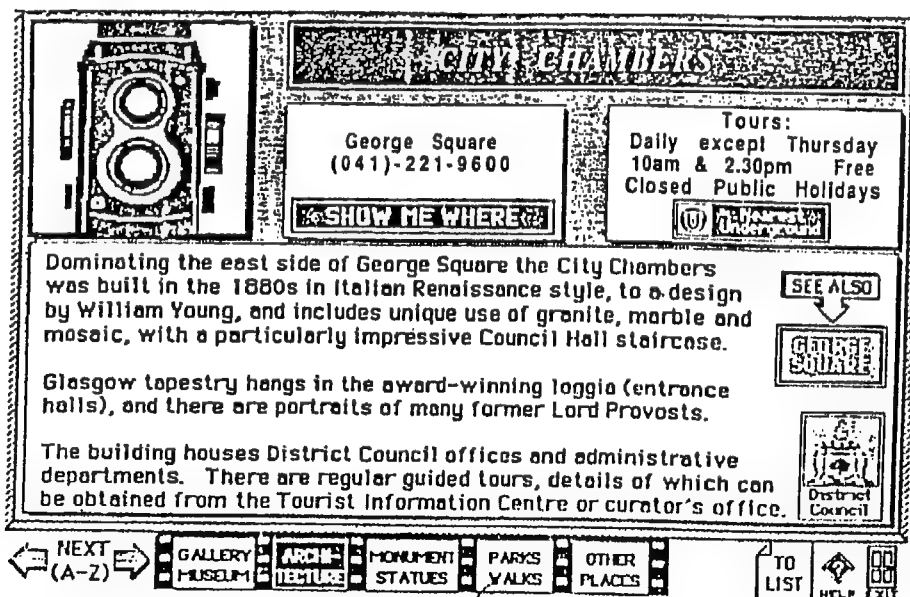 CITY CHAMBERS
George Square
(041)-221-9600
SHOW ME WHERE
Tours:
Daily except Thursday
10am & 2.30pm Free
Closed Public Holidays
U Nearest
Underground
Dominating the east side of George Square the City Chambers
was built in the 1880s in Italian Renaissance style, to a design
by William Young, and includes unique use of granite, marble and
mosaic, with a particularly impressive Council Hall staircase.
Glasgow tapestry hangs in the award-winning loggia (entrance
halls), and there are portraits of many former Lord Provosts.
The building houses District Council offices and administrative
departments. There are regular guided tours, details of which can
be obtained from the Tourist Information Centre or curator's office.
SEE ALSO
GEORGE
SQUARE
District
Council
NEXT
(A-Z)
GALLERY
MUSEUM
ARCHI-
TECTURE
MONUMENT
STATUES
PARKS
WALKS
OTHER
PLACES
TO
LIST
HELP
EXIT